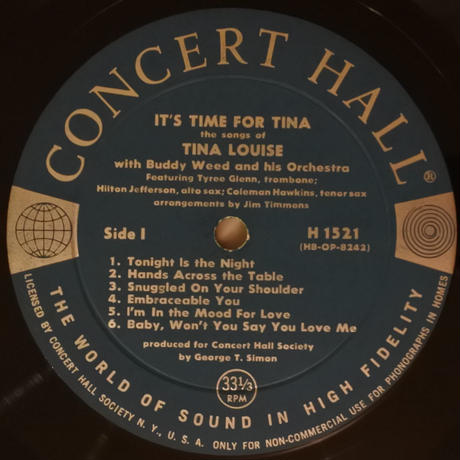 CONCERT HALL®
IT'S TIME FOR TINA
the songs of
TINA LOUISE
with Buddy Weed and his Orchestra
Featuring Tyree Glenn, trombone;
Hilton Jefferson, alto sax; Coleman Hawkins, tenor sax
arrangements by Jim Timmons
Side I
H 1521
(HB-OP-8242)
1. Tonight Is the Night
2. Hands Across the Table
3. Snuggled On Your Shoulder
4. Embraceable You
5. I'm In the Mood For Love
6. Baby, Won't You Say You Love Me
produced for Concert Hall Society
by George T. Simon
33⅓
RPM
THE WORLD OF SOUND IN HIGH FIDELITY
LICENSED BY CONCERT HALL SOCIETY N. Y., U. S. A. ONLY FOR NON-COMMERCIAL USE FOR PHONOGRAPHS IN HOMES